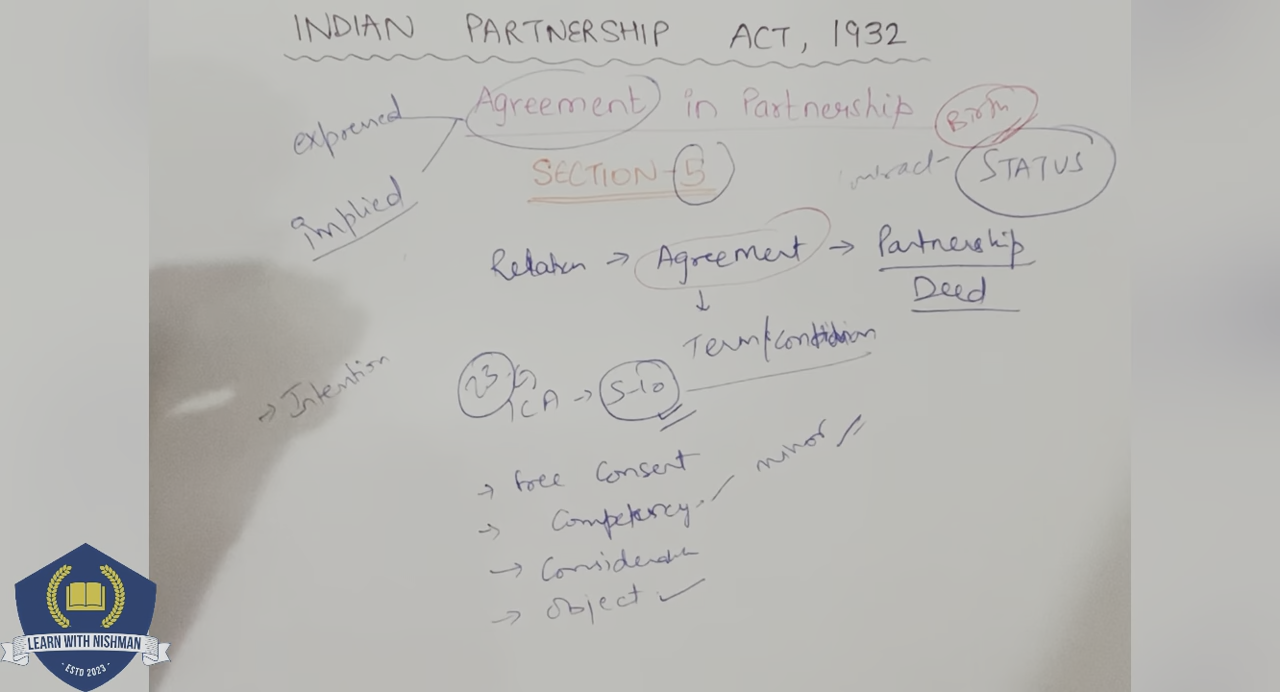 INDIAN PARTNERSHIP ACT, 1932
Agreement in Partnership Birth
expressed
SECTION-5
contract- STATUS
implied
Relation → Agreement → Partnership Deed
↓
Term/Condition
→ Intention
23 ICA → S-10
→ free Consent
→ Competency minor
→ Consideration
→ Object ✓
LEARN WITH NISHMAN
- ESTD 2023 -